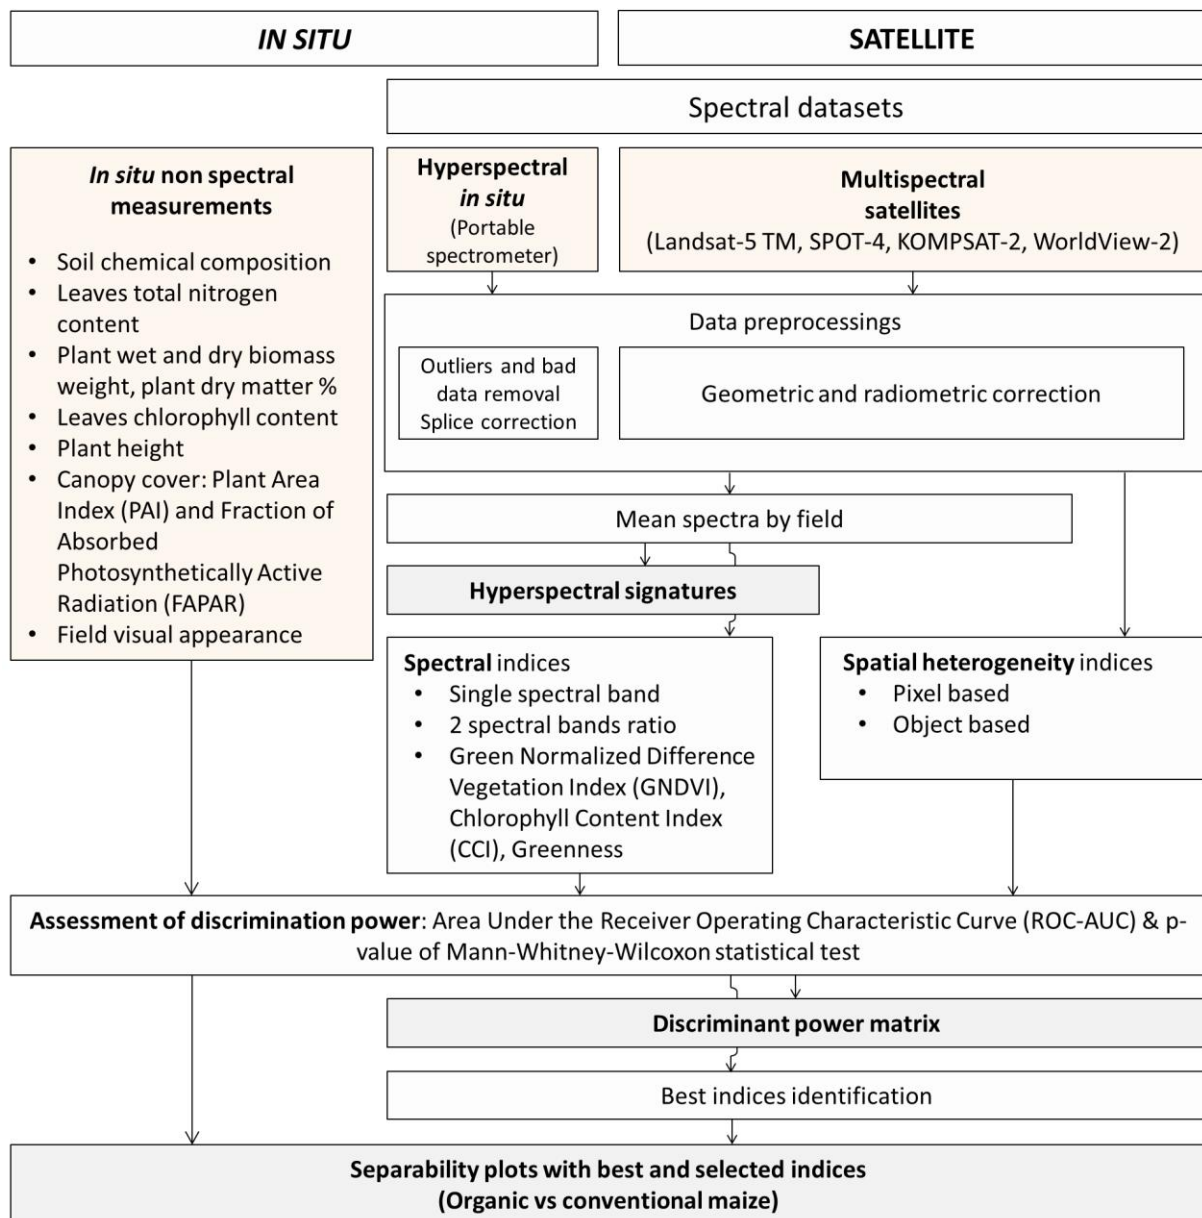 IN SITU
SATELLITE
Spectral datasets
In situ non spectral
measurements
• Soil chemical composition
• Leaves total nitrogen
content
• Plant wet and dry biomass
weight, plant dry matter %
• Leaves chlorophyll content
• Plant height
• Canopy cover: Plant Area
Index (PAI) and Fraction of
Absorbed
Photosynthetically Active
Radiation (FAPAR)
• Field visual appearance
Hyperspectral
in situ
(Portable
spectrometer)
Multispectral
satellites
(Landsat-5 TM, SPOT-4, KOMPSAT-2, WorldView-2)
Data preprocessings
Outliers and bad
data removal
Splice correction
Geometric and radiometric correction
Mean spectra by field
Hyperspectral signatures
Spectral indices
• Single spectral band
• 2 spectral bands ratio
• Green Normalized Difference
Vegetation Index (GNDVI),
Chlorophyll Content Index
(CCI), Greenness
Spatial heterogeneity indices
• Pixel based
• Object based
Assessment of discrimination power: Area Under the Receiver Operating Characteristic Curve (ROC-AUC) & p-
value of Mann-Whitney-Wilcoxon statistical test
Discriminant power matrix
Best indices identification
Separability plots with best and selected indices
(Organic vs conventional maize)